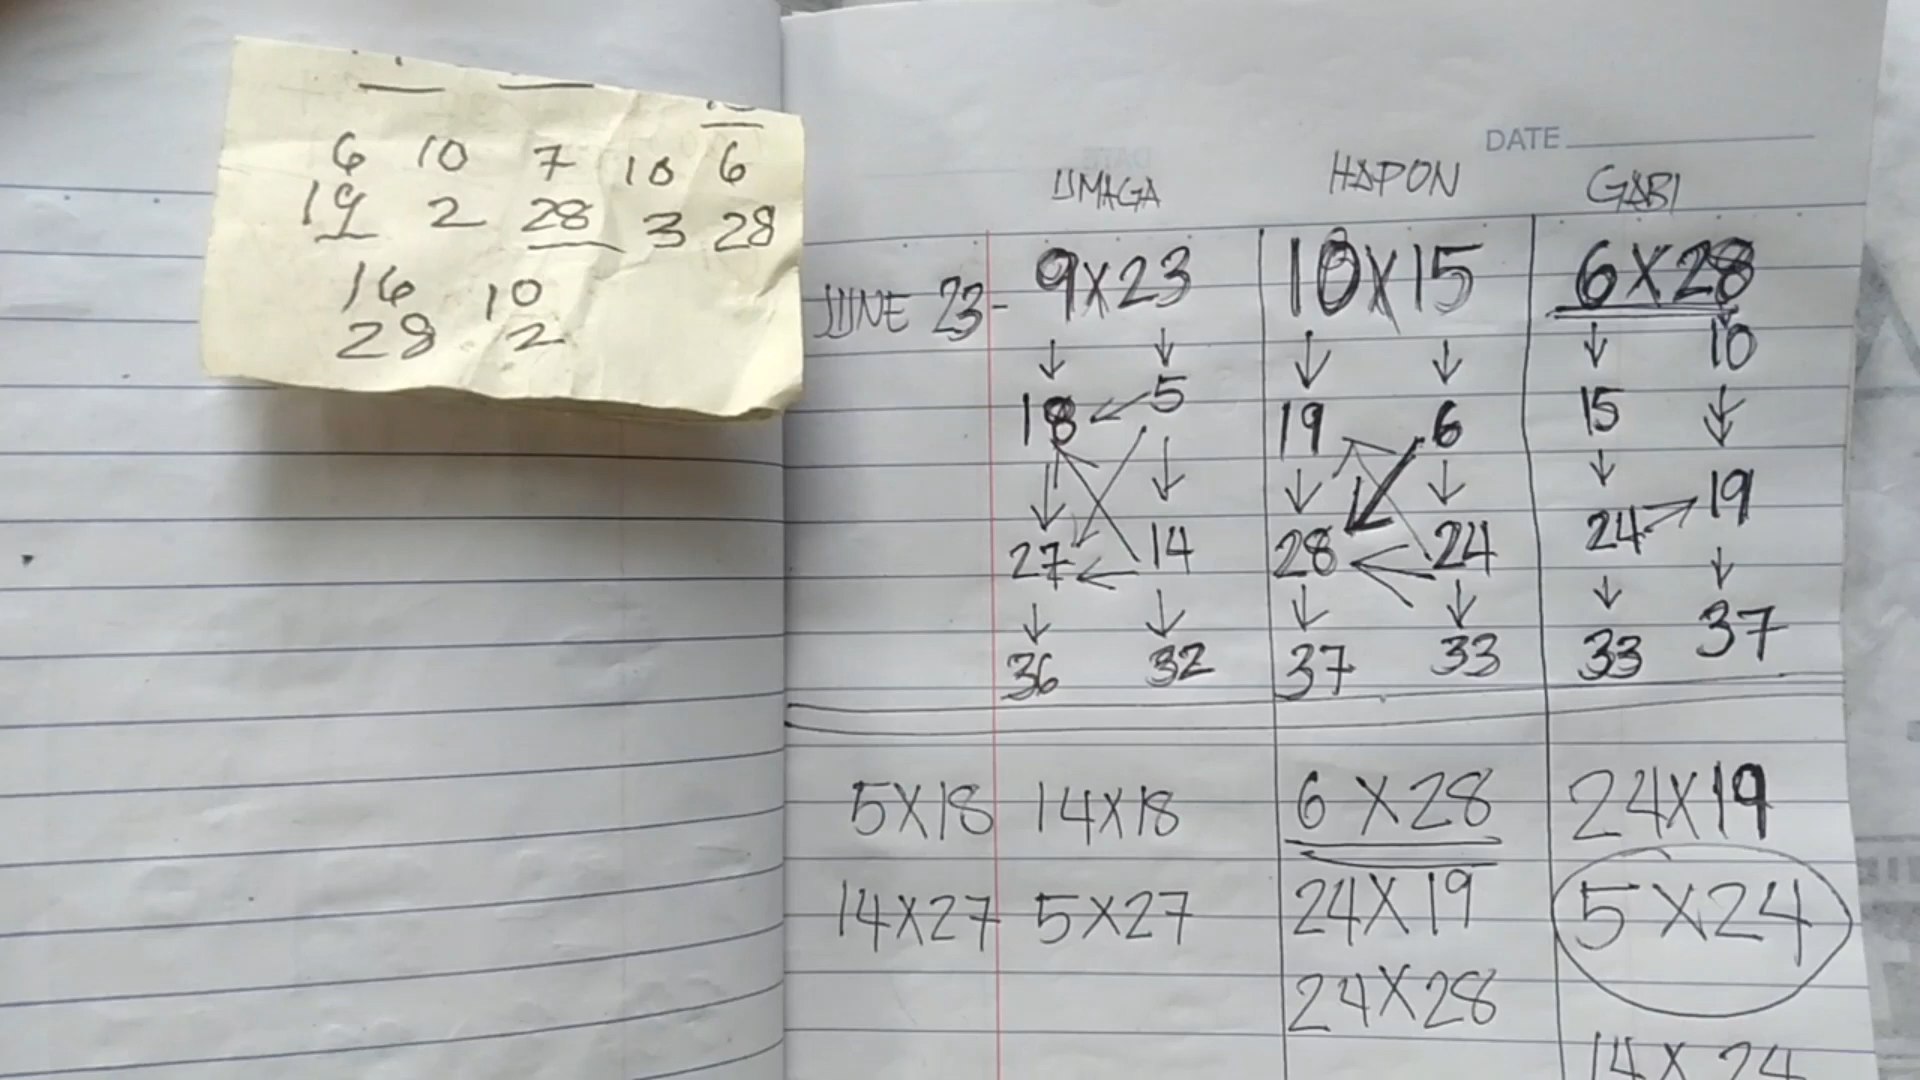 6 10 7 10 6
19 2 28 3 28
16 10
28 2
DATE
UMAGA HAPON GABI
JUNE 23- 9X23 10X15 6X28
↓ ↓ ↓ ↓ ↓ 10
18 5 19 6 15 ↓
↓ ↓ ↓ ↓ ↓ 19
27 14 28 24 24 ↓
↓ ↓ ↓ ↓ ↓ 37
36 32 37 33 33
5X18 14X18 6X28 24X19
14X27 5X27 24X19 5X24
24X28
14X24